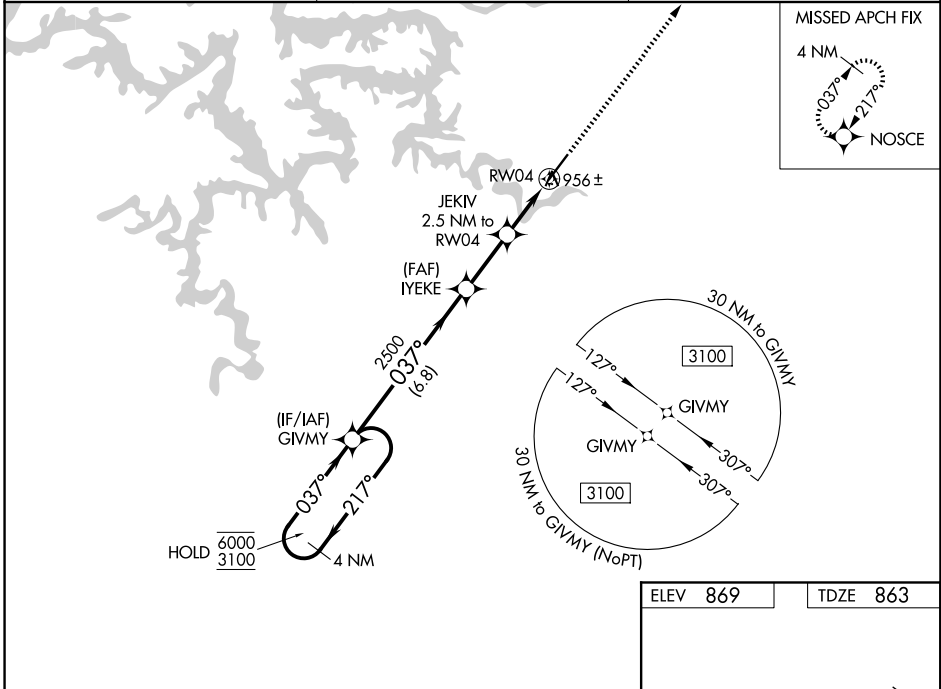 MISSED APCH FIX
4 NM
037°
217°
NOSCE
RW04
956 ±
JEKIV
2.5 NM to
RW04
(FAF)
IYEKE
2500
037°
(6.8)
(IF/IAF)
GIVMY
037°
217°
HOLD
6000
3100
4 NM
30 NM to GIVMY
3100
127°
GIVMY
307°
127°
GIVMY
307°
3100
30 NM to GIVMY (NoPT)
ELEV 869
TDZE 863